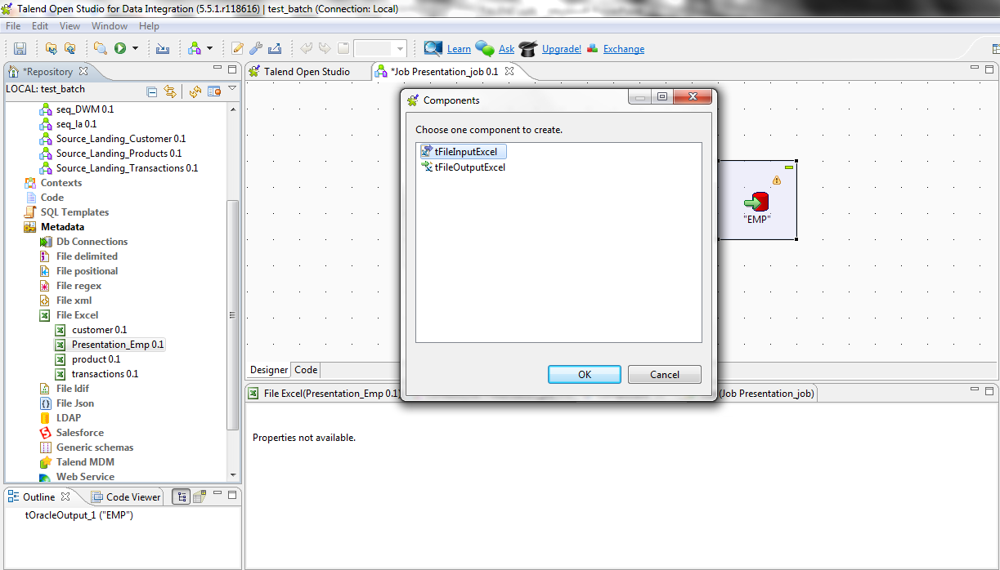 Talend Open Studio for Data Integration (5.5.1.r118616) | test_batch (Connection: Local)
File Edit View Window Help
Learn Ask Upgrade! Exchange
*Repository
LOCAL: test_batch
seq_DWM 0.1
seq_la 0.1
Source_Landing_Customer 0.1
Source_Landing_Products 0.1
Source_Landing_Transactions 0.1
Contexts
Code
SQL Templates
Metadata
Db Connections
File delimited
File positional
File regex
File xml
File Excel
customer 0.1
Presentation_Emp 0.1
product 0.1
transactions 0.1
File ldif
File Json
LDAP
Salesforce
Generic schemas
Talend MDM
Web Service
Outline Code Viewer
tOracleOutput_1 ("EMP")
Talend Open Studio *Job Presentation_job 0.1
Components
Choose one component to create.
tFileInputExcel
tFileOutputExcel
OK Cancel
"EMP"
Designer Code
File Excel(Presentation_Emp 0.1) (Job Presentation_job)
Properties not available.